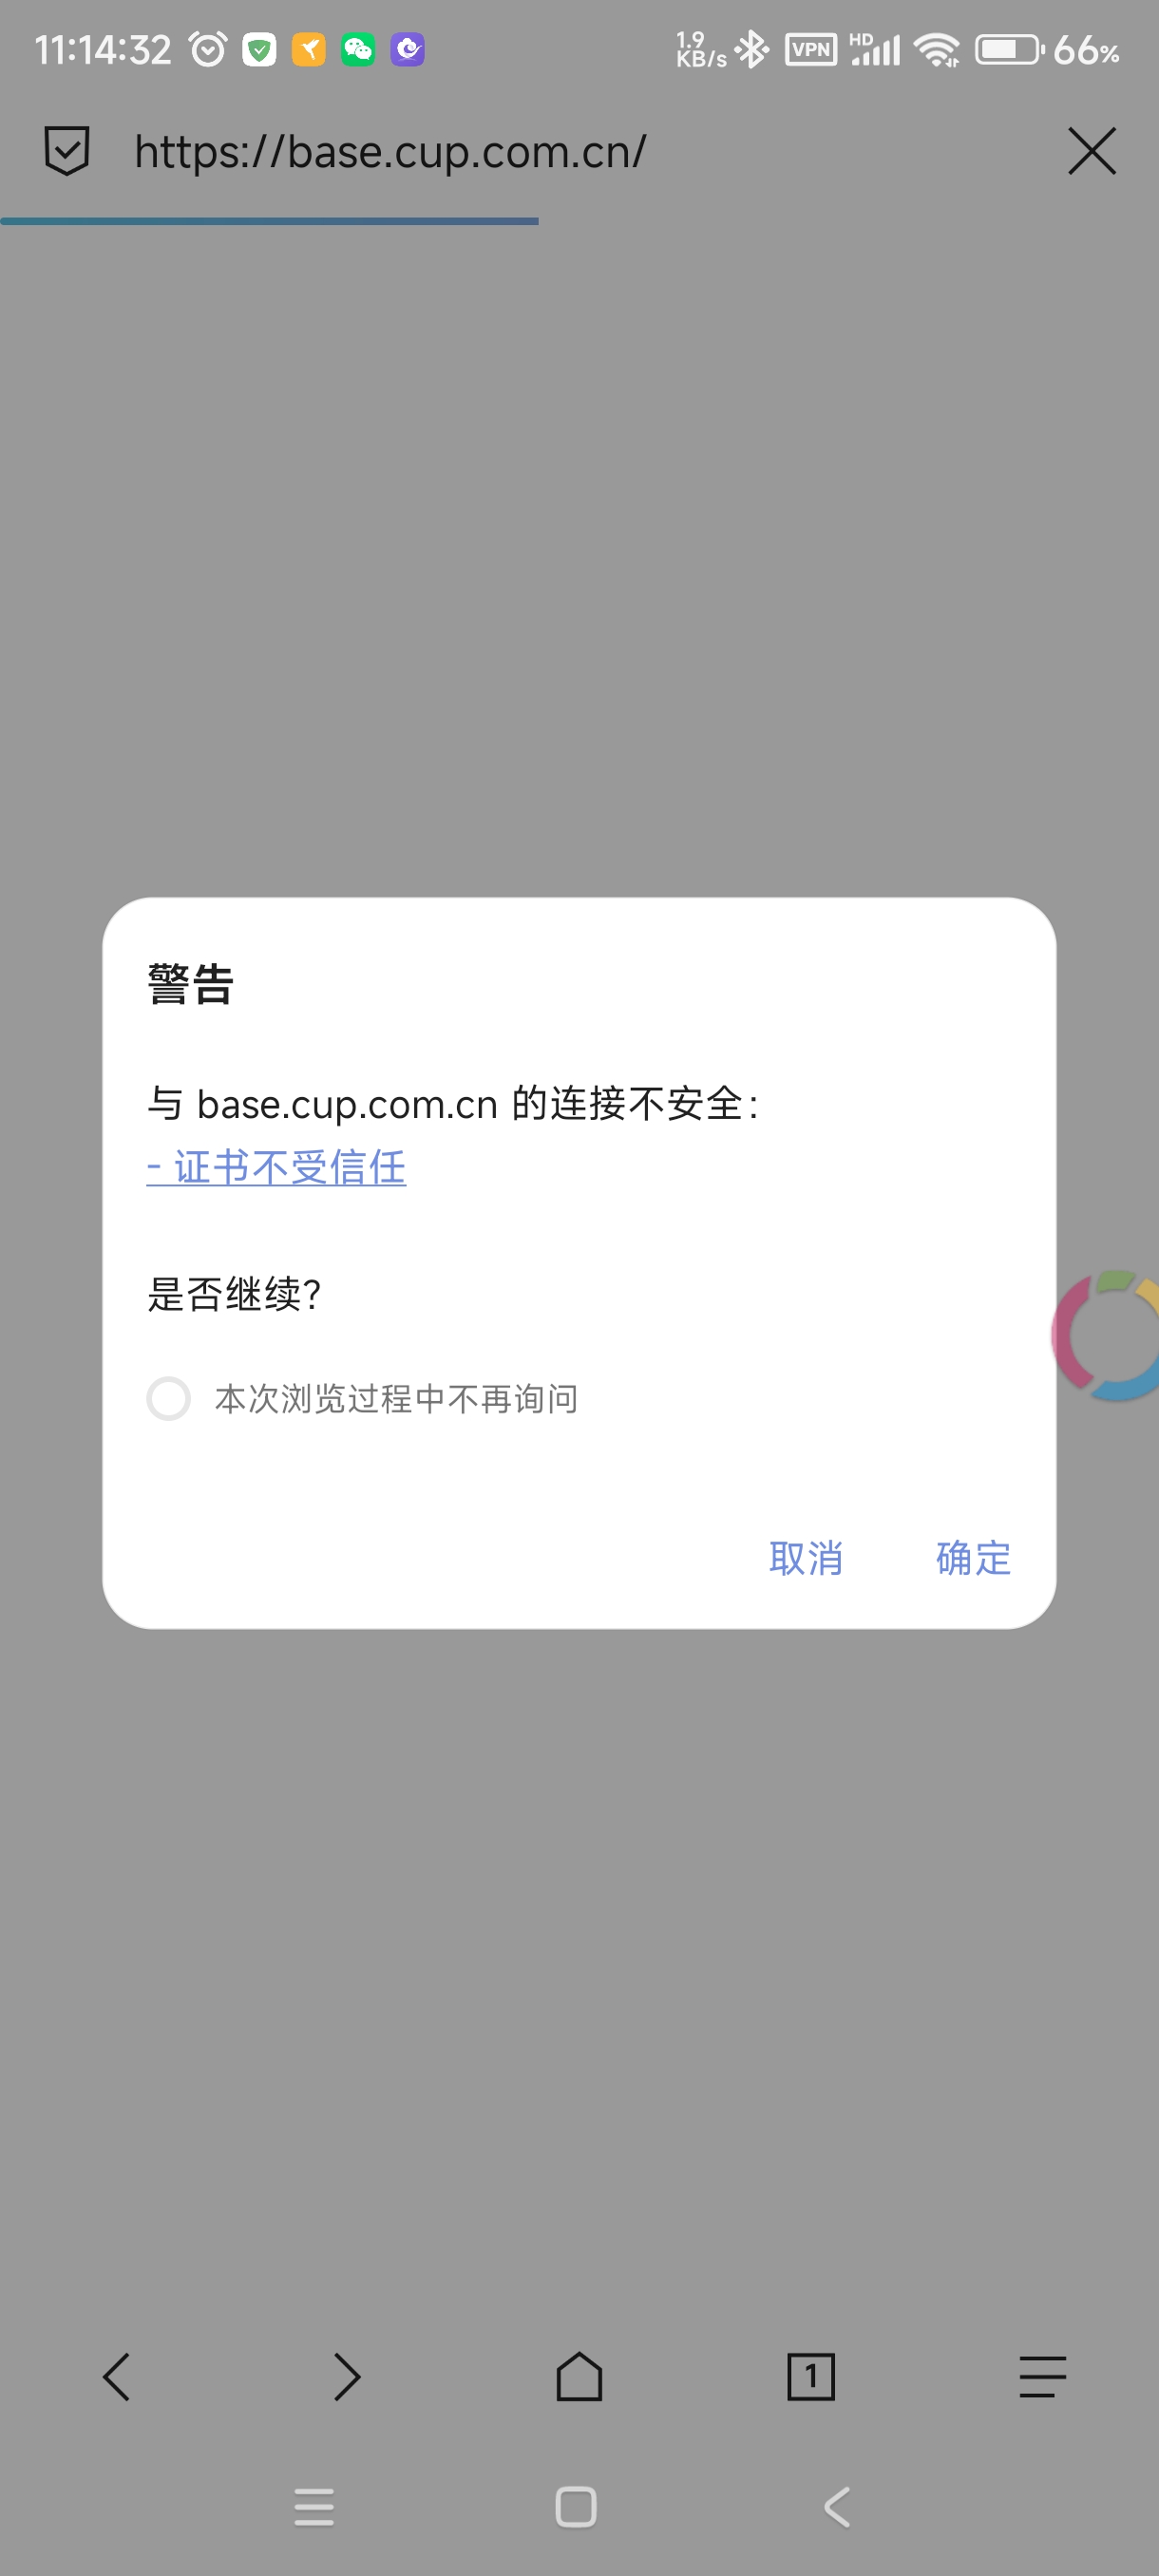 11:14:32
1.9
KB/s
VPN
HD
66%
https://base.cup.com.cn/
警告
与 base.cup.com.cn 的连接不安全：
- 证书不受信任
是否继续？
本次浏览过程中不再询问
取消 确定
1